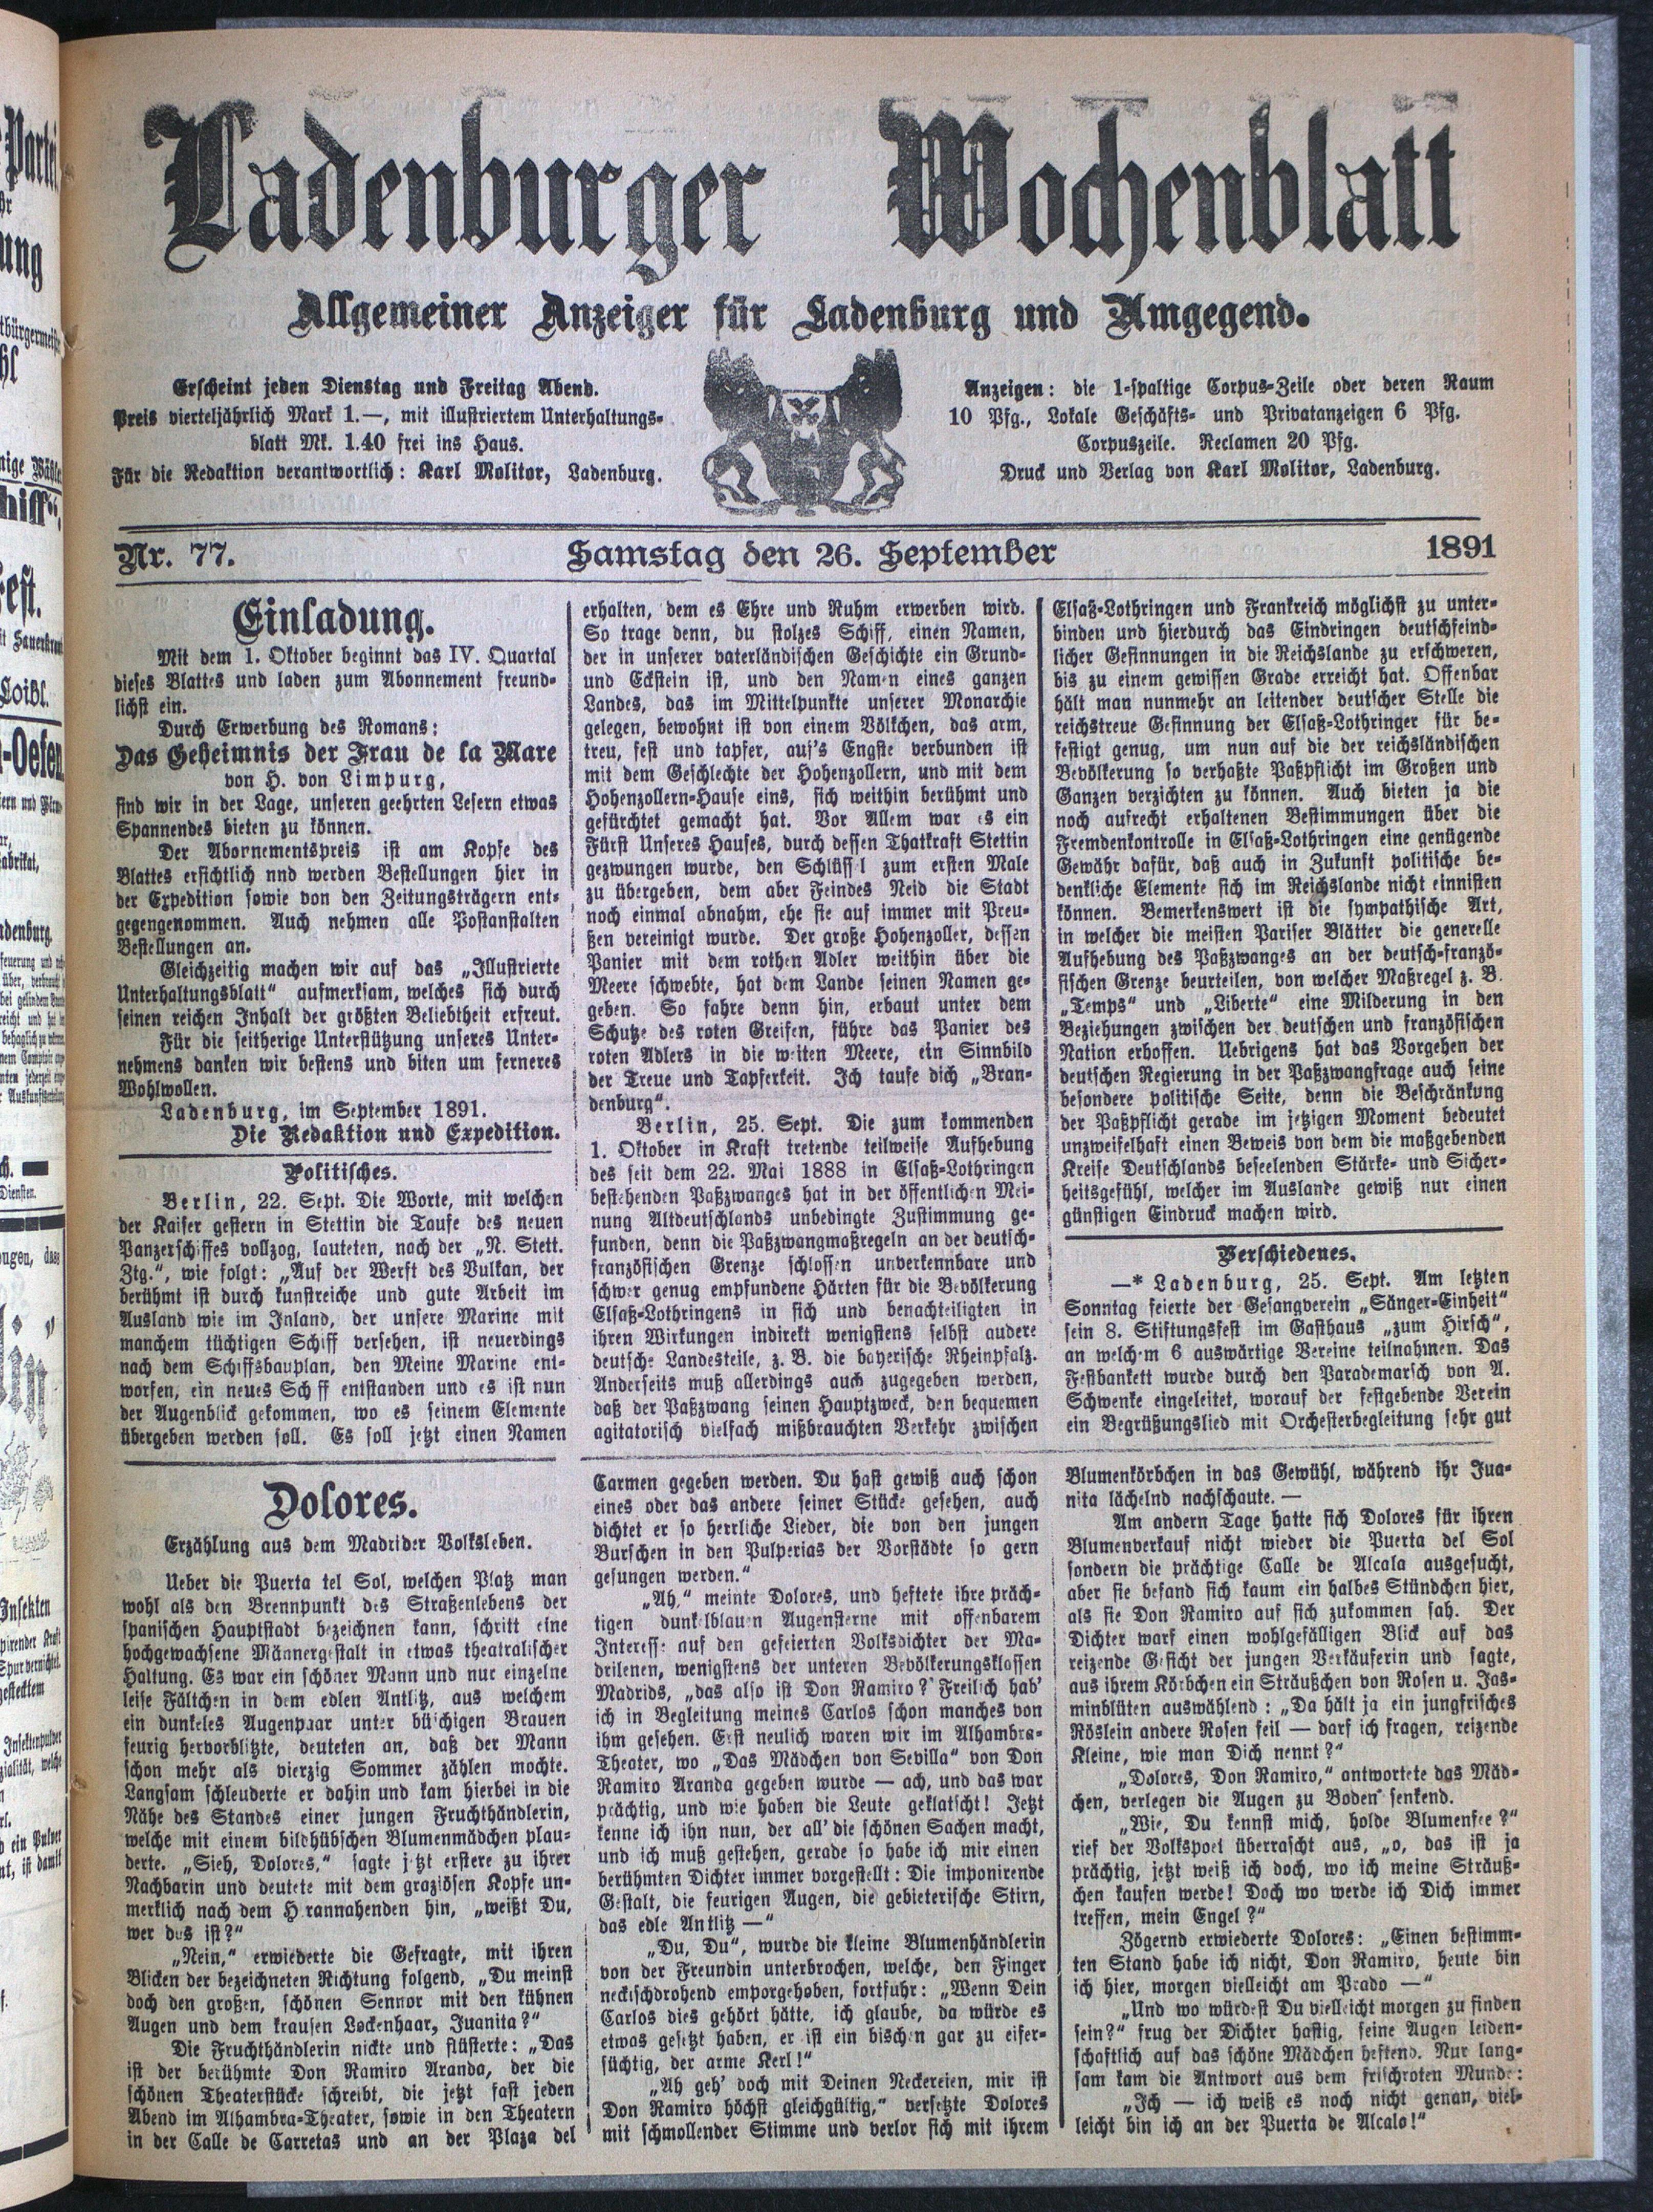 Ladenburger Wochenblatt
Allgemeiner Anzeiger für Ladenburg und Umgegend.
Erscheint jeden Dienstag und Freitag Abend.
Preis vierteljährlich Mark 1.—, mit illustriertem Unterhaltungs-
blatt Mk. 1.40 frei ins Haus.
Für die Redaktion verantwortlich: Karl Molitor, Ladenburg.
Anzeigen: die 1-spaltige Corpus-Zeile oder deren Raum
10 Pfg., Lokale Geschäfts- und Privatanzeigen 6 Pfg.
Corpuszeile. Reclamen 20 Pfg.
Druck und Verlag von Karl Molitor, Ladenburg.
Nr. 77. Samstag den 26. September 1891
Einladung.
Mit dem 1. Oktober beginnt das IV. Quartal
dieses Blattes und laden zum Abonnement freund-
lichst ein.
Durch Erwerbung des Romans:
Das Geheimnis der Frau de la Mare
von H. von Limpurg,
sind wir in der Lage, unseren geehrten Lesern etwas
Spannendes bieten zu können.
Der Abonnementspreis ist am Kopfe des
Blattes ersichtlich nnd werden Bestellungen hier in
der Expedition sowie von den Zeitungsträgern ent-
gegengenommen. Auch nehmen alle Postanstalten
Bestellungen an.
Gleichzeitig machen wir auf das „Illustrierte
Unterhaltungsblatt“ aufmerksam, welches sich durch
seinen reichen Inhalt der größten Beliebtheit erfreut.
Für die seitherige Unterstützung unseres Unter-
nehmens danken wir bestens und biten um ferneres
Wohlwollen.
Ladenburg, im September 1891.
Die Redaktion und Expedition.
Politisches.
Berlin, 22. Sept. Die Worte, mit welchen
der Kaiser gestern in Stettin die Taufe des neuen
Panzerschiffes vollzog, lauteten, nach der „N. Stett.
Ztg.“, wie folgt: „Auf der Werft des Vulkan, der
berühmt ist durch kunstreiche und gute Arbeit im
Ausland wie im Inland, der unsere Marine mit
manchem tüchtigen Schiff versehen, ist neuerdings
nach dem Schiffsbauplan, den Meine Marine ent-
worfen, ein neues Sch ff entstanden und es ist nun
der Augenblick gekommen, wo es seinem Elemente
übergeben werden soll. Es soll jetzt einen Namen
erhalten, dem es Ehre und Ruhm erwerben wird.
So trage denn, du stolzes Schiff, einen Namen,
der in unserer vaterländischen Geschichte ein Grund-
und Eckstein ist, und den Namen eines ganzen
Landes, das im Mittelpunkte unserer Monarchie
gelegen, bewohnt ist von einem Völkchen, das arm,
treu, fest und tapfer, auf's Engste verbunden ist
mit dem Geschlechte der Hohenzollern, und mit dem
Hohenzollern-Hause eins, sich weithin berühmt und
gefürchtet gemacht hat. Vor Allem war es ein
Fürst Unseres Hauses, durch dessen Thatkraft Stettin
gezwungen wurde, den Schlüss l zum ersten Male
zu übergeben, dem aber Feindes Neid die Stadt
noch einmal abnahm, ehe sie auf immer mit Preu-
ßen vereinigt wurde. Der große Hohenzoller, dessen
Panier mit dem rothen Adler weithin über die
Meere schwebte, hat dem Lande seinen Namen ge-
geben. So fahre denn hin, erbaut unter dem
Schutze des roten Greifen, führe das Panier des
roten Adlers in die weiten Meere, ein Sinnbild
der Treue und Tapferkeit. Ich taufe dich „Bran-
denburg“.
Berlin, 25. Sept. Die zum kommenden
1. Oktober in Kraft tretende teilweise Aufhebung
des seit dem 22. Mai 1888 in Elsaß-Lothringen
bestehenden Paßzwanges hat in der öffentlichen Mei-
nung Altdeutschlands unbedingte Zustimmung ge-
funden, denn die Paßzwangmaßregeln an der deutsch-
französischen Grenze schlossen unverkennbare und
schwer genug empfundene Härten für die Bevölkerung
Elsaß-Lothringens in sich und benachteiligten in
ihren Wirkungen indirekt wenigstens selbst andere
deutsche Landesteile, z. B. die bayerische Rheinpfalz.
Anderseits muß allerdings auch zugegeben werden,
daß der Paßzwang seinen Hauptzweck, den bequemen
agitatorisch vielfach mißbrauchten Verkehr zwischen
Elsaß-Lothringen und Frankreich möglichst zu unter-
binden und hierdurch das Eindringen deutschfeind-
licher Gesinnungen in die Reichslande zu erschweren,
bis zu einem gewissen Grade erreicht hat. Offenbar
hält man nunmehr an leitender deutscher Stelle die
reichstreue Gesinnung der Elsaß-Lothringer für be-
festigt genug, um nun auf die der reichsländischen
Bevölkerung so verhaßte Paßpflicht im Großen und
Ganzen verzichten zu können. Auch bieten ja die
noch aufrecht erhaltenen Bestimmungen über die
Fremdenkontrolle in Elsaß-Lothringen eine genügende
Gewähr dafür, daß auch in Zukunft politische be-
denkliche Elemente sich im Reichslande nicht einnisten
können. Bemerkenswert ist die sympathische Art,
in welcher die meisten Pariser Blätter die generelle
Aufhebung des Paßzwanges an der deutsch-franzö-
sischen Grenze beurteilen, von welcher Maßregel z. B.
„Temps“ und „Liberte“ eine Milderung in den
Beziehungen zwischen der deutschen und französischen
Nation erhoffen. Uebrigens hat das Vorgehen der
deutschen Regierung in der Paßzwangfrage auch seine
besondere politische Seite, denn die Beschränkung
der Paßpflicht gerade im jetzigen Moment bedeutet
unzweifelhaft einen Beweis von dem die maßgebenden
Kreise Deutschlands beseelenden Stärke- und Sicher-
heitsgefühl, welcher im Auslande gewiß nur einen
günstigen Eindruck machen wird.
Verschiedenes.
—* Ladenburg, 25. Sept. Am letzten
Sonntag feierte der Gesangverein „Sänger-Einheit“
sein 8. Stiftungsfest im Gasthaus „zum Hirsch“,
an welchem 6 auswärtige Vereine teilnahmen. Das
Festbankett wurde durch den Parademarsch von A.
Schwenke eingeleitet, worauf der festgebende Verein
ein Begrüßungslied mit Orchesterbegleitung sehr gut
Dolores.
Erzählung aus dem Madrider Volksleben.
Ueber die Puerta tel Sol, welchen Platz man
wohl als den Brennpunkt des Straßenlebens der
spanischen Hauptstadt bezeichnen kann, schritt eine
hochgewachsene Männergestalt in etwas theatralischer
Haltung. Es war ein schöner Mann und nur einzelne
leise Fältchen in dem edlen Antlitz, aus welchem
ein dunkeles Augenpaar unter büschigen Brauen
feurig hervorblitzte, deuteten an, daß der Mann
schon mehr als vierzig Sommer zählen mochte.
Langsam schleuderte er dahin und kam hierbei in die
Nähe des Standes einer jungen Fruchthändlerin,
welche mit einem bildhübschen Blumenmädchen plau-
derte. „Sieh, Dolores,“ sagte jetzt erstere zu ihrer
Nachbarin und deutete mit dem graziösen Kopfe un-
merklich nach dem H rannahenden hin, „weißt Du,
wer das ist?“
„Nein,“ erwiederte die Gefragte, mit ihren
Blicken der bezeichneten Richtung folgend, „Du meinst
doch den großen, schönen Sennor mit den kühnen
Augen und dem krausen Lockenhaar, Juanita?“
Die Fruchthändlerin nickte und flüsterte: „Das
ist der berühmte Don Ramiro Aranda, der die
schönen Theaterstücke schreibt, die jetzt fast jeden
Abend im Alhambra-Theater, sowie in den Theatern
in der Calle de Carretas und an der Plaza del
Carmen gegeben werden. Du hast gewiß auch schon
eines oder das andere seiner Stücke gesehen, auch
dichtet er so herrliche Lieder, die von den jungen
Burschen in den Pulperias der Vorstädte so gern
gesungen werden.“
„Ah,“ meinte Dolores, und heftete ihre präch-
tigen dunkelblauen Augensterne mit offenbarem
Interesse auf den gefeierten Volksdichter der Ma-
drilenen, wenigstens der unteren Bevölkerungsklassen
Madrids, „das also ist Don Ramiro? Freilich hab'
ich in Begleitung meines Carlos schon manches von
ihm gesehen. Erst neulich waren wir im Alhambra-
Theater, wo „Das Mädchen von Sevilla“ von Don
Ramiro Aranda gegeben wurde — ach, und das war
prächtig, und wie haben die Leute geklatscht! Jetzt
kenne ich ihn nun, der all' die schönen Sachen macht,
und ich muß gestehen, gerade so habe ich mir einen
berühmten Dichter immer vorgestellt: Die imponirende
Gestalt, die feurigen Augen, die gebieterische Stirn,
das edle Antlitz —“
„Du, Du“, wurde die kleine Blumenhändlerin
von der Freundin unterbrochen, welche, den Finger
neckischdrohend emporgehoben, fortfuhr: „Wenn Dein
Carlos dies gehört hätte, ich glaube, da würde es
etwas gesetzt haben, er ist ein bischen gar zu eifer-
süchtig, der arme Kerl!“
„Ah geh' doch mit Deinen Neckereien, mir ist
Don Ramiro höchst gleichgültig,“ versetzte Dolores
mit schmollender Stimme und verlor sich mit ihrem
Blumenkörbchen in das Gewühl, während ihr Jua-
nita lächelnd nachschaute. —
Am andern Tage hatte sich Dolores für ihren
Blumenverkauf nicht wieder die Puerta del Sol
sondern die prächtige Calle de Alcala ausgesucht,
aber sie befand sich kaum ein halbes Stündchen hier,
als sie Don Ramiro auf sich zukommen sah. Der
Dichter warf einen wohlgefälligen Blick auf das
reizende Gesicht der jungen Verkäuferin und sagte,
aus ihrem Körbchen ein Sträußchen von Rosen u. Jas-
minblüten auswählend: „Da hält ja ein jungfrisches
Röslein andere Rosen feil — darf ich fragen, reizende
Kleine, wie man Dich nennt?“
„Dolores, Don Ramiro,“ antwortete das Mäd-
chen, verlegen die Augen zu Boden senkend.
„Wie, Du kennst mich, holde Blumenfee?“
rief der Volkspoet überrascht aus, „o, das ist ja
prächtig, jetzt weiß ich doch, wo ich meine Sträuß-
chen kaufen werde! Doch wo werde ich Dich immer
treffen, mein Engel?“
Zögernd erwiederte Dolores: „Einen bestimm-
ten Stand habe ich nicht, Don Ramiro, heute bin
ich hier, morgen vielleicht am Prado —“
„Und wo würdest Du vielleicht morgen zu finden
sein?“ frug der Dichter hastig, seine Augen leiden-
schaftlich auf das schöne Mädchen heftend. Nur lang-
sam kam die Antwort aus dem frischroten Munde:
„Ich — ich weiß es noch nicht genan, viel-
leicht bin ich an der Puerta de Alcalo!“